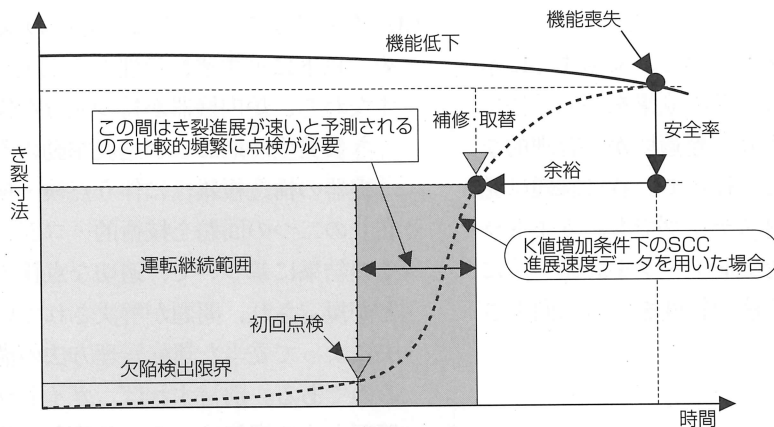 機能喪失
機能低下
補修・取替
安全率
この間はき裂進展が速いと予測される
ので比較的頻繁に点検が必要
余裕
き裂寸法
K値増加条件下のSCC
進展速度データを用いた場合
運転継続範囲
初回点検
欠陥検出限界
時間